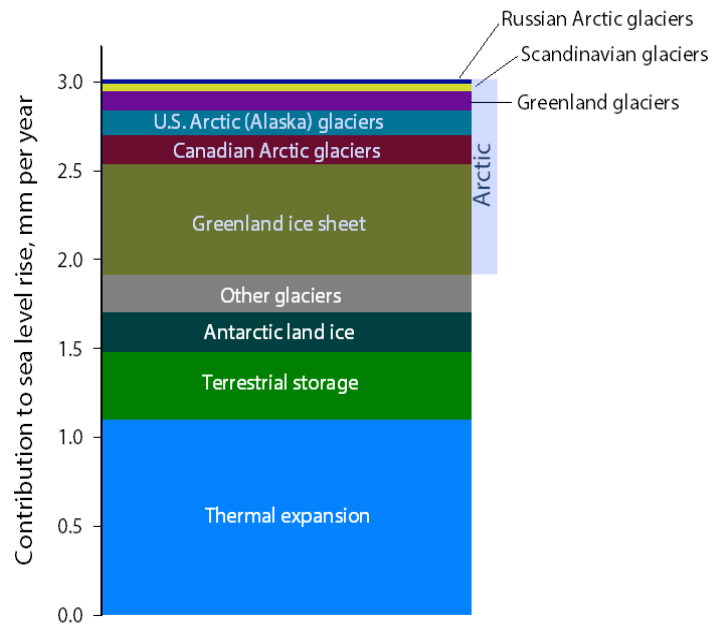 Russian Arctic glaciers
Scandinavian glaciers
Greenland glaciers
U.S. Arctic (Alaska) glaciers
Canadian Arctic glaciers
Greenland ice sheet
Other glaciers
Antarctic land ice
Terrestrial storage
Thermal expansion
Arctic
Contribution to sea level rise, mm per year
3.0
2.5
2.0
1.5
1.0
0.5
0.0